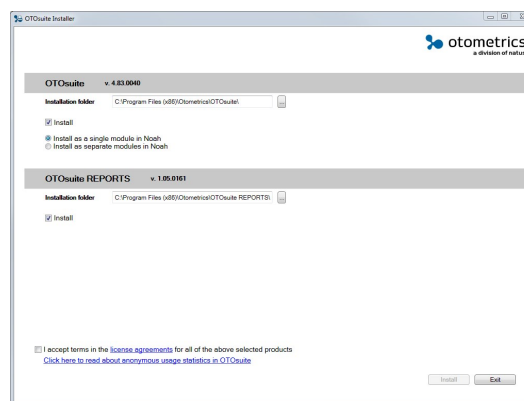 OTOsuite Installer
otometrics
a division of natus
OTOsuite v. 4.83.0040
Installation folder C:\Program Files (x86)\Otometrics\OTOsuite\ ...
Install
Install as a single module in Noah
Install as separate modules in Noah
OTOsuite REPORTS v. 1.05.0161
Installation folder C:\Program Files (x86)\Otometrics\OTOsuite REPORTS\ ...
Install
I accept terms in the license agreements for all of the above selected products
Click here to read about anonymous usage statistics in OTOsuite
Install Exit